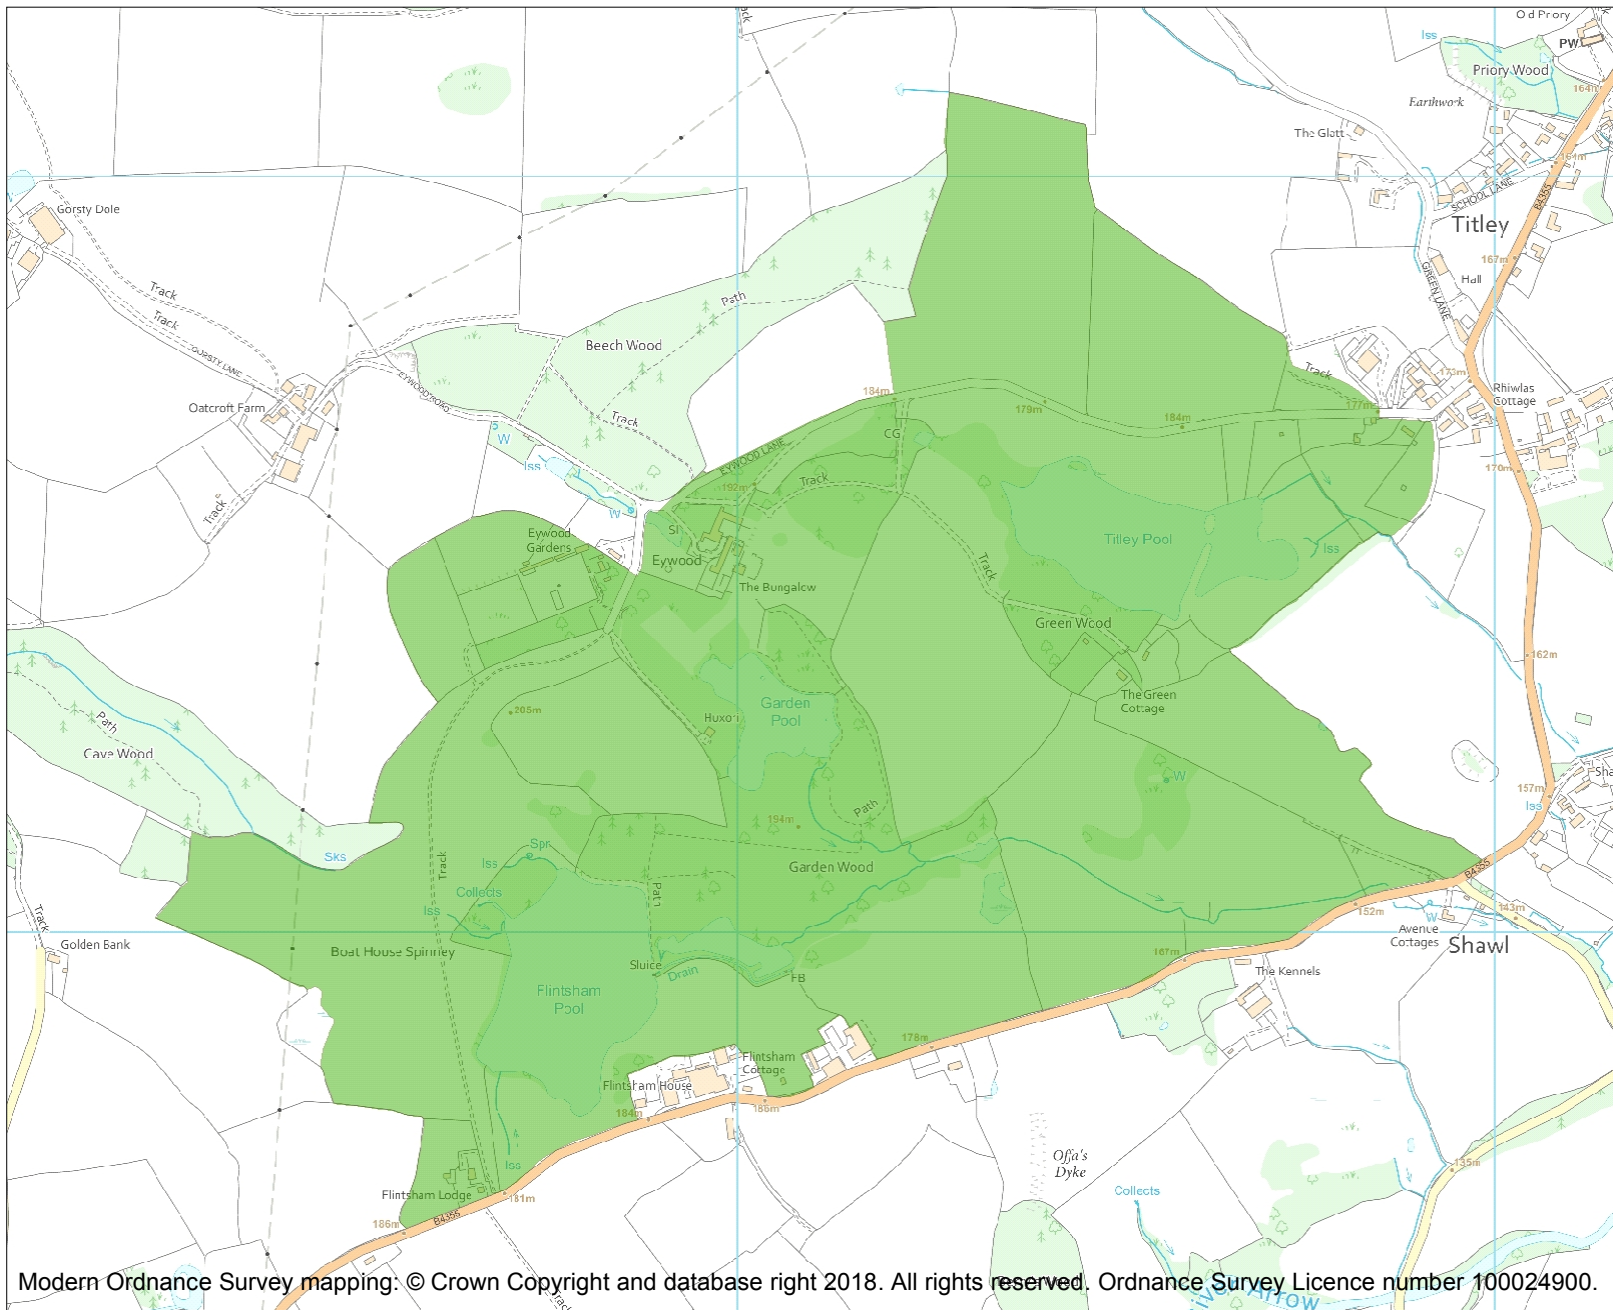 ack
Old Priory
Iss
PW
Priory Wood
164m
Earthwork
The Glatt
161m
SCHOOL LANE
B4355
Gorsty Dole
Titley
167m
Hall
GREEN LANE
Track
Track
Path
GORSTY LANE
Beech Wood
173m
Track
EYWOOD ROAD
184m
179m
184m
177m
Rhiwlas
Cottage
Oatcroft Farm
Track
CG
W
EYWOOD LANE
Iss
170m
192m
Track
Track
W
SI
Eywood
Gardens
Eywood
Titley Pool
Iss
Track
The Bungalow
Green Wood
162m
The Green
Cottage
205m
Garden
Pool
Path
Cave Wood
W
Sha
157m
Iss
Path
194m
Spr
Sks
Iss
Track
Garden Wood
B4355
Collects
Path
Iss
152m
W
143m
Track
Golden Bank
Boat House Spinney
Avenue
Cottages
Shawl
167m
Sluice
Drain
FB
The Kennels
Flintsham
Pool
178m
Flintsham
Cottage
Flintsham House
184m
186m
Offa's
Dyke
135m
Iss
Flintsham Lodge
181m
Collects
186m
B4355
Modern Ordnance Survey mapping: © Crown Copyright and database right 2018. All rights reserved. Ordnance Survey Licence number 100024900.
Track
River Arrow